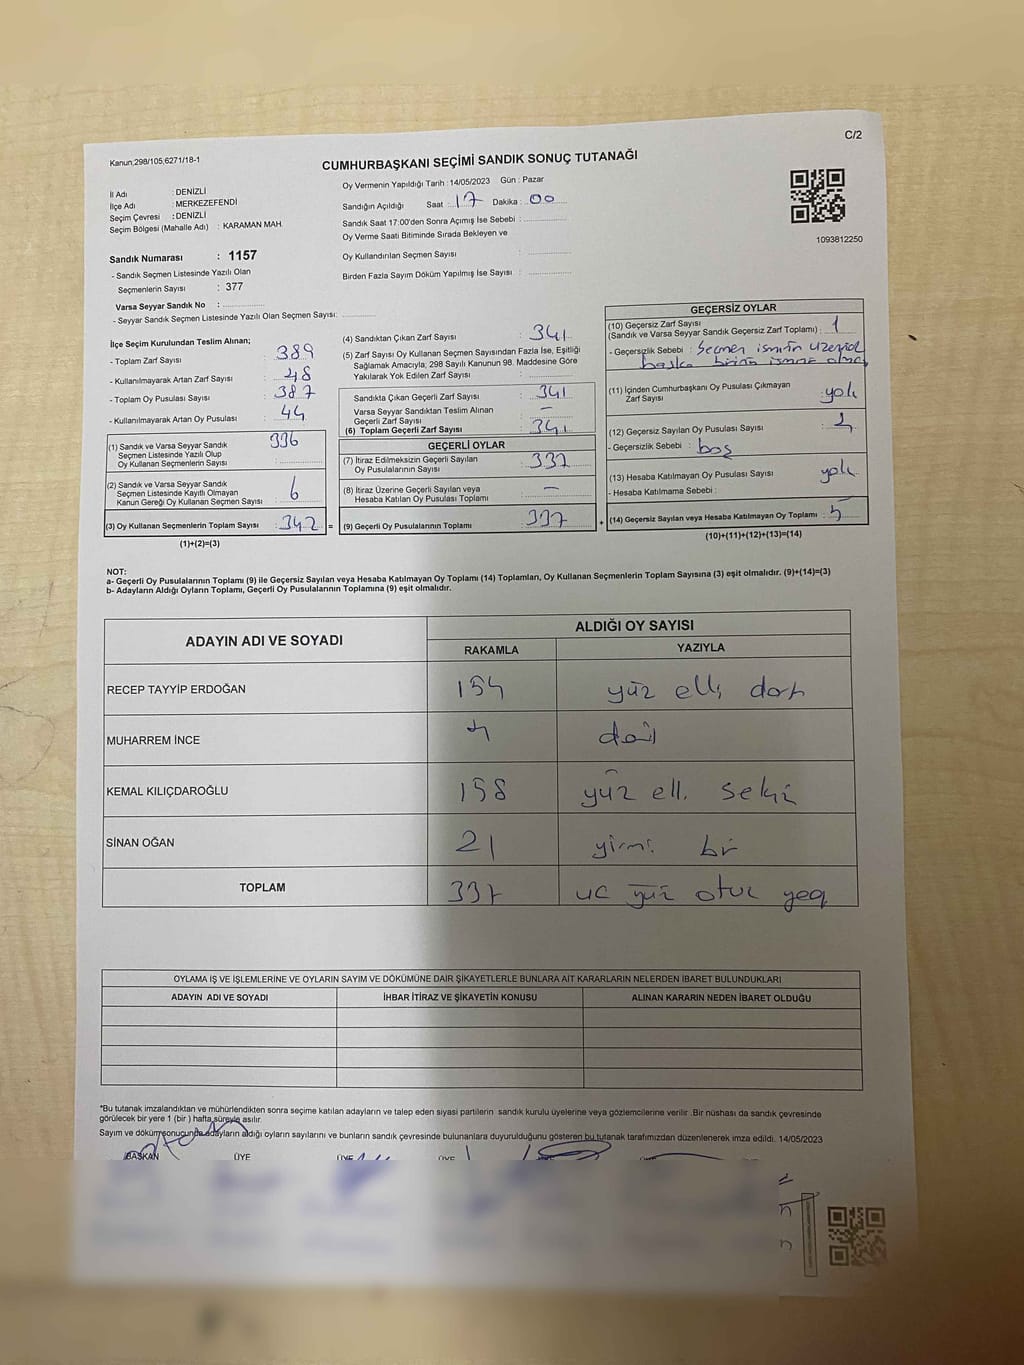 C/2
Kanun,298/105,6271/18-1
CUMHURBAŞKANI SEÇİMİ SANDIK SONUÇ TUTANAĞI
İl Adı : DENİZLİ
İlçe Adı : MERKEZEFENDİ
Seçim Çevresi : DENİZLİ
Seçim Bölgesi (Mahalle Adı) : KARAMAN MAH.
Sandık Numarası : 1157
- Sandık Seçmen Listesinde Yazılı Olan
Seçmenlerin Sayısı : 377
Varsa Seyyar Sandık No :
- Seyyar Sandık Seçmen Listesinde Yazılı Olan Seçmen Sayısı:
Oy Vermenin Yapıldığı Tarih : 14/05/2023 Gün : Pazar
Sandığın Açıldığı Saat : 17 Dakika : 00
Sandık Saat 17:00'den Sonra Açımış İse Sebebi :
Oy Verme Saati Bitiminde Sırada Bekleyen ve
Oy Kullandırılan Seçmen Sayısı :
Birden Fazla Sayım Döküm Yapılmış İse Sayısı :
1093812250
İlçe Seçim Kurulundan Teslim Alınan;
- Toplam Zarf Sayısı : 389
- Kullanılmayarak Artan Zarf Sayısı : 48
- Toplam Oy Pusulası Sayısı : 387
- Kullanılmayarak Artan Oy Pusulası : 44
(1) Sandık ve Varsa Seyyar Sandık 336
Seçmen Listesinde Yazılı Olup
Oy Kullanan Seçmenlerin Sayısı :
(2) Sandık ve Varsa Seyyar Sandık
Seçmen Listesinde Kayıtlı Olmayan
Kanun Gereği Oy Kullanan Seçmen Sayısı : 6
(3) Oy Kullanan Seçmenlerin Toplam Sayısı : 342 =
(1)+(2)=(3)
(4) Sandıktan Çıkan Zarf Sayısı : 341
(5) Zarf Sayısı Oy Kullanan Seçmen Sayısından Fazla İse, Eşitliği
Sağlamak Amacıyla, 298 Sayılı Kanunun 98. Maddesine Göre
Yakılarak Yok Edilen Zarf Sayısı :
Sandıkta Çıkan Geçerli Zarf Sayısı : 341
Varsa Seyyar Sandıktan Teslim Alınan
Geçerli Zarf Sayısı : –
(6) Toplam Geçerli Zarf Sayısı : 341
GEÇERLİ OYLAR
(7) İtiraz Edilmeksizin Geçerli Sayılan
Oy Pusulalarının Sayısı : 337
(8) İtiraz Üzerine Geçerli Sayılan veya
Hesaba Katılan Oy Pusulası Toplamı : –
(9) Geçerli Oy Pusulalarının Toplamı : 337 +
GEÇERSİZ OYLAR
(10) Geçersiz Zarf Sayısı
(Sandık ve Varsa Seyyar Sandık Geçersiz Zarf Toplamı) : 1
- Geçersizlik Sebebi : Seçmen ismının üzerine
başka birinin
(11) İçinden Cumhurbaşkanı Oy Pusulası Çıkmayan
Zarf Sayısı : yok
(12) Geçersiz Sayılan Oy Pusulası Sayısı :
- Geçersizlik Sebebi : boş
(13) Hesaba Katılmayan Oy Pusulası Sayısı : yok
- Hesaba Katılmama Sebebi :
(14) Geçersiz Sayılan veya Hesaba Katılmayan Oy Toplamı : 5
(10)+(11)+(12)+(13)=(14)
NOT:
a- Geçerli Oy Pusulalarının Toplamı (9) ile Geçersiz Sayılan veya Hesaba Katılmayan Oy Toplamı (14) Toplamları, Oy Kullanan Seçmenlerin Toplam Sayısına (3) eşit olmalıdır. (9)+(14)=(3)
b- Adayların Aldığı Oyların Toplamı, Geçerli Oy Pusulalarının Toplamına (9) eşit olmalıdır.
ADAYIN ADI VE SOYADI
ALDIĞI OY SAYISI
RAKAMLA YAZIYLA
RECEP TAYYİP ERDOĞAN 154 yüz elli dört
MUHARREM İNCE 4 dört
KEMAL KILIÇDAROĞLU 158 yüz elli sekiz
SİNAN OĞAN 21 yirmi bir
TOPLAM 337 uc yüz otuz yedi
OYLAMA İŞ VE İŞLEMLERİNE VE OYLARIN SAYIM VE DÖKÜMÜNE DAİR ŞİKAYETLERLE BUNLARA AİT KARARLARIN NELERDEN İBARET BULUNDUKLARI
ADAYIN ADI VE SOYADI İHBAR İTİRAZ VE ŞİKAYETİN KONUSU ALINAN KARARIN NEDEN İBARET OLDUĞU
*Bu tutanak imzalandıktan ve mühürlendikten sonra seçime katılan adayların ve talep eden siyasi partilerin sandık kurulu üyelerine veya gözlemcilerine verilir .Bir nüshası da sandık çevresinde
görülecek bir yere 1 (bir ) hafta süreyle asılır.
Sayım ve döküm sonucunda adayların aldığı oyların sayılarını ve bunların sandık çevresinde bulunanlara duyurulduğunu gösteren bu tutanak tarafımızdan düzenlenerek imza edildi. 14/05/2023
BAŞKAN ÜYE ÜYE ÜYE